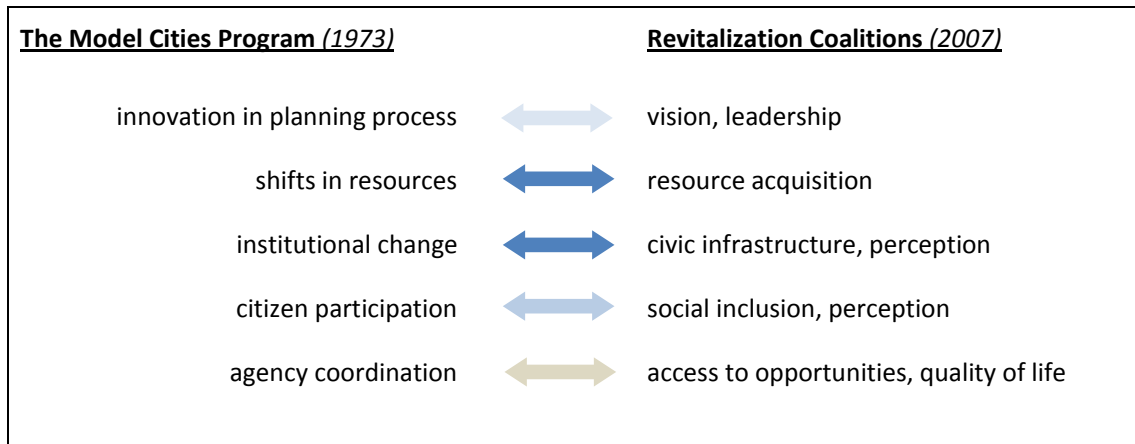 The Model Cities Program (1973) Revitalization Coalitions (2007)
innovation in planning process vision, leadership
shifts in resources resource acquisition
institutional change civic infrastructure, perception
citizen participation social inclusion, perception
agency coordination access to opportunities, quality of life